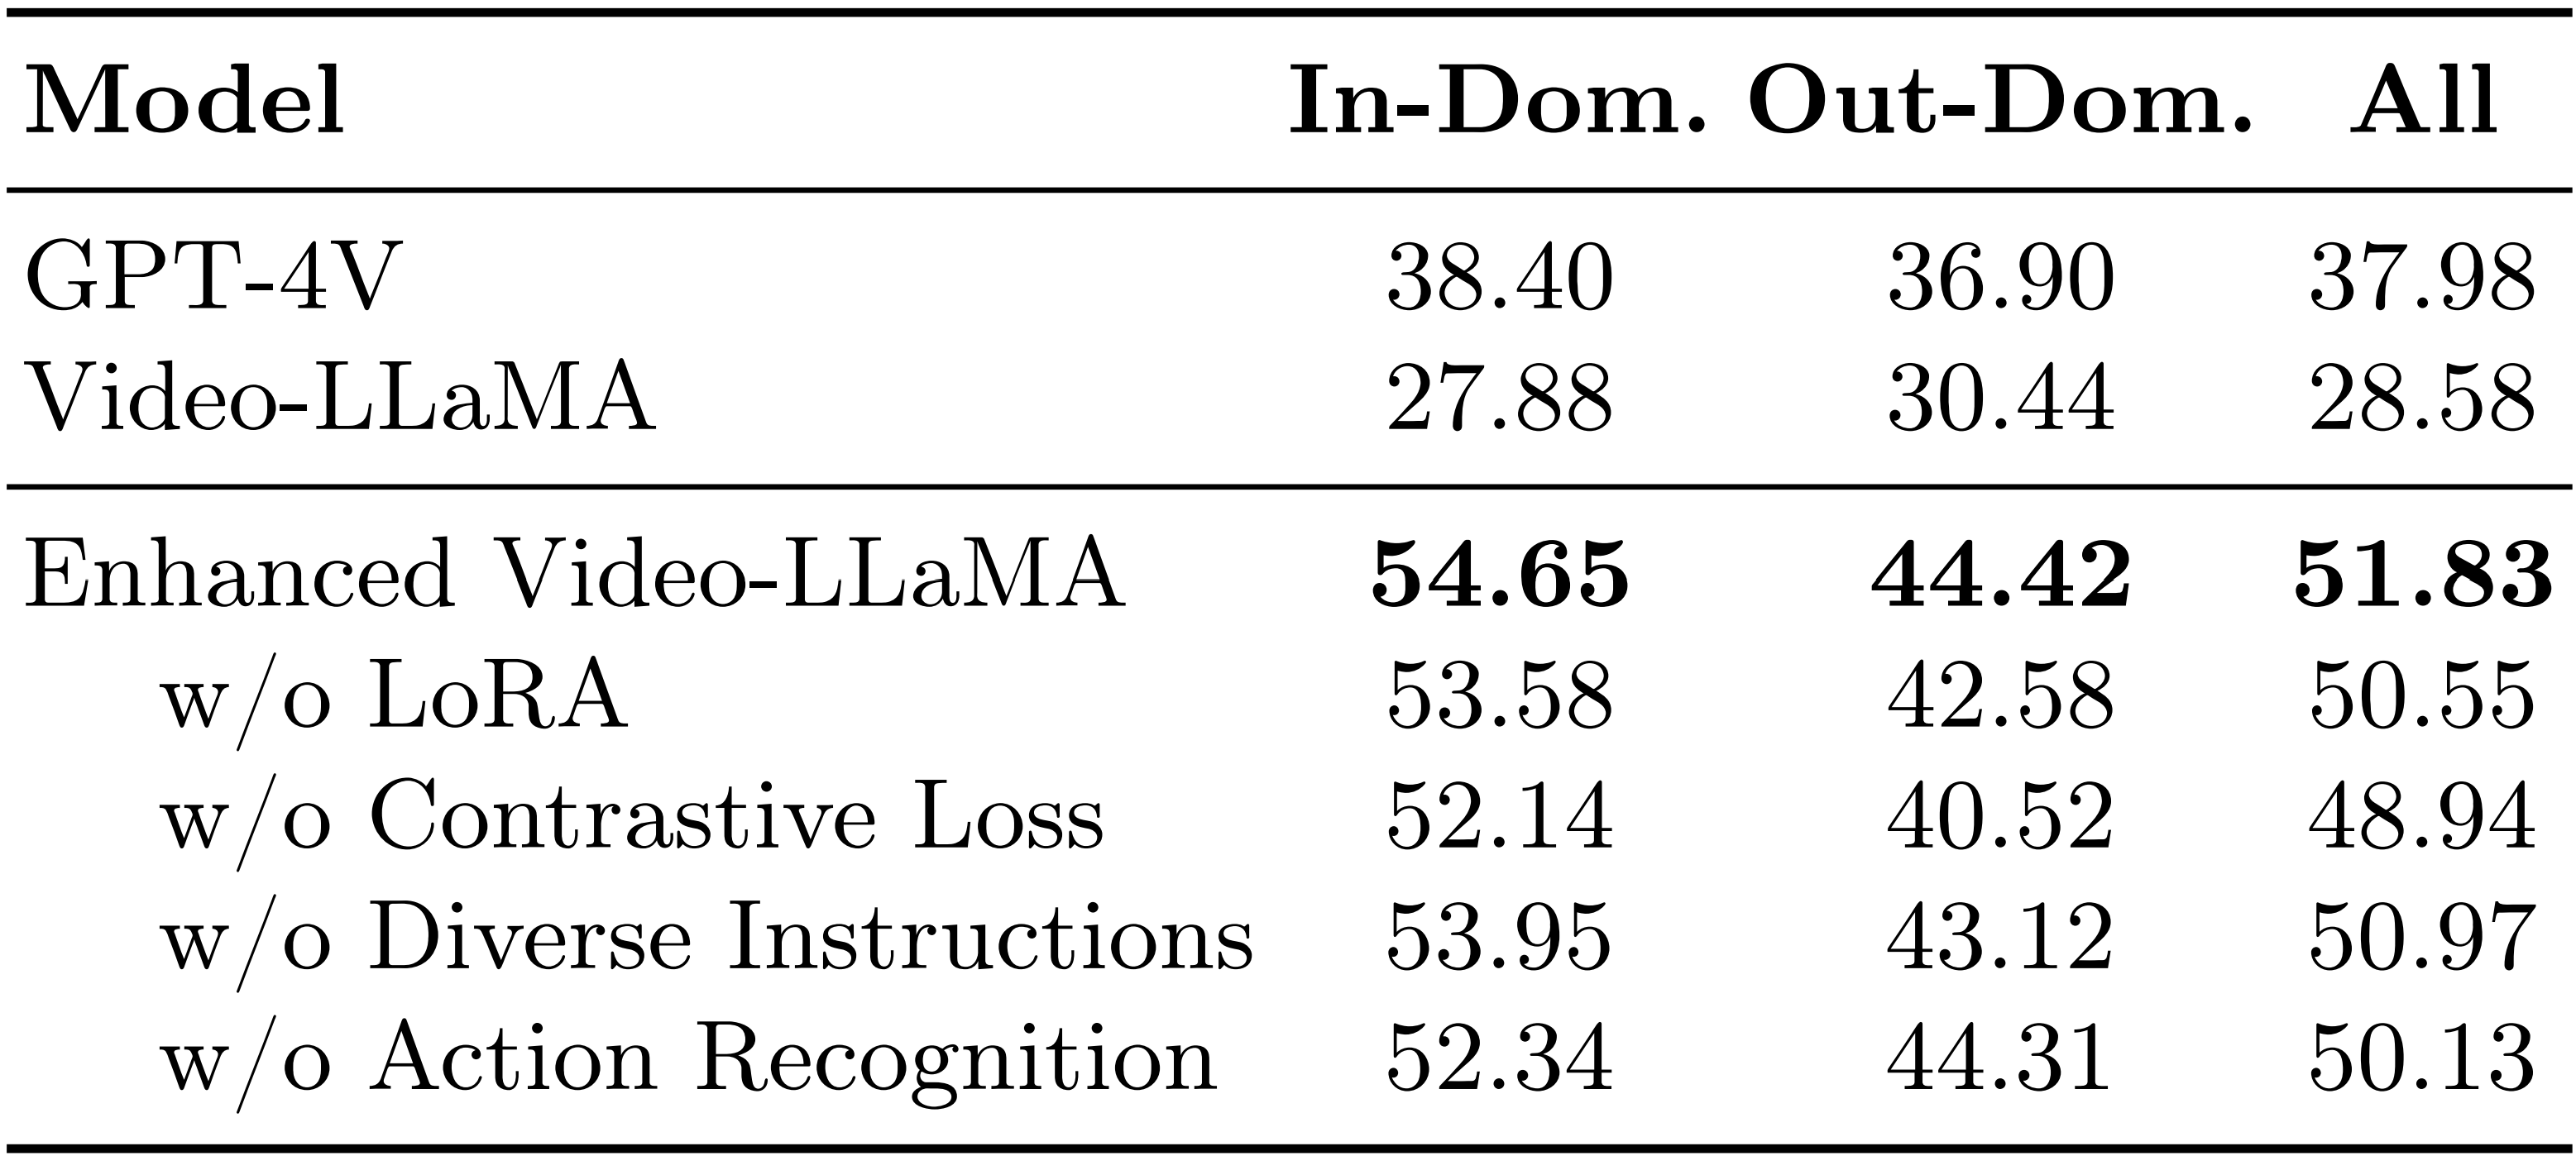 Model In-Dom. Out-Dom. All
GPT-4V 38.40 36.90 37.98
Video-LLaMA 27.88 30.44 28.58
Enhanced Video-LLaMA 54.65 44.42 51.83
w/o LoRA 53.58 42.58 50.55
w/o Contrastive Loss 52.14 40.52 48.94
w/o Diverse Instructions 53.95 43.12 50.97
w/o Action Recognition 52.34 44.31 50.13